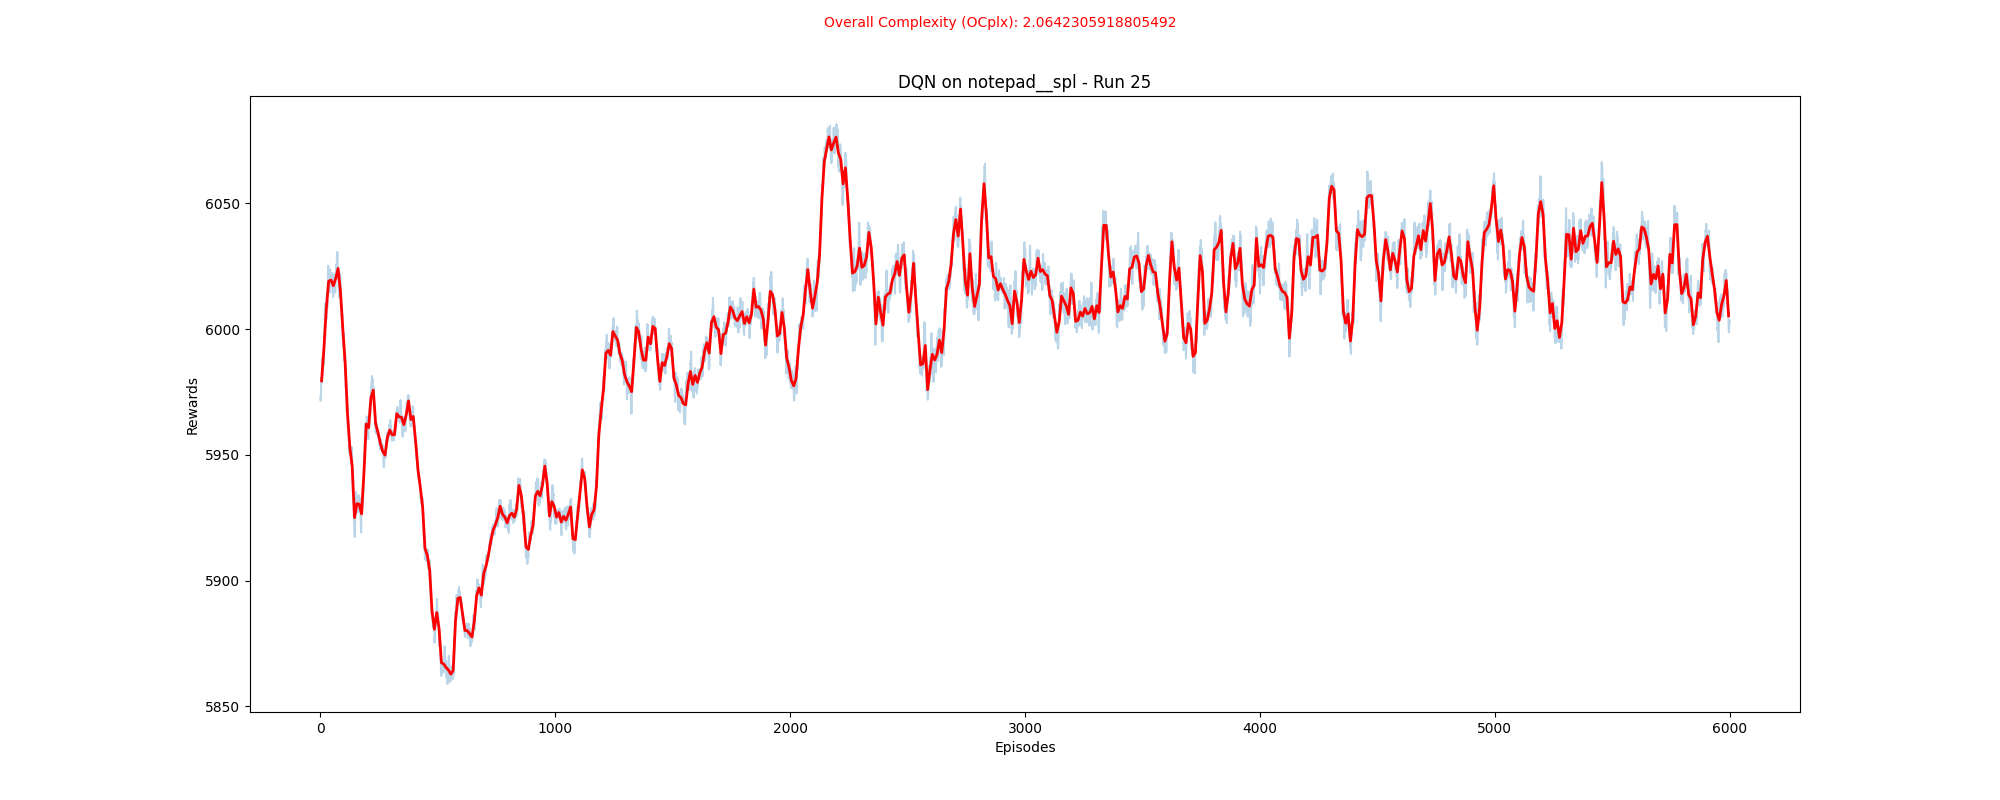 Overall Complexity (OCplx): 2.0642305918805492
DQN on notepad__spl - Run 25
Rewards
6050
6000
5950
5900
5850
0 1000 2000 3000 4000 5000 6000
Episodes